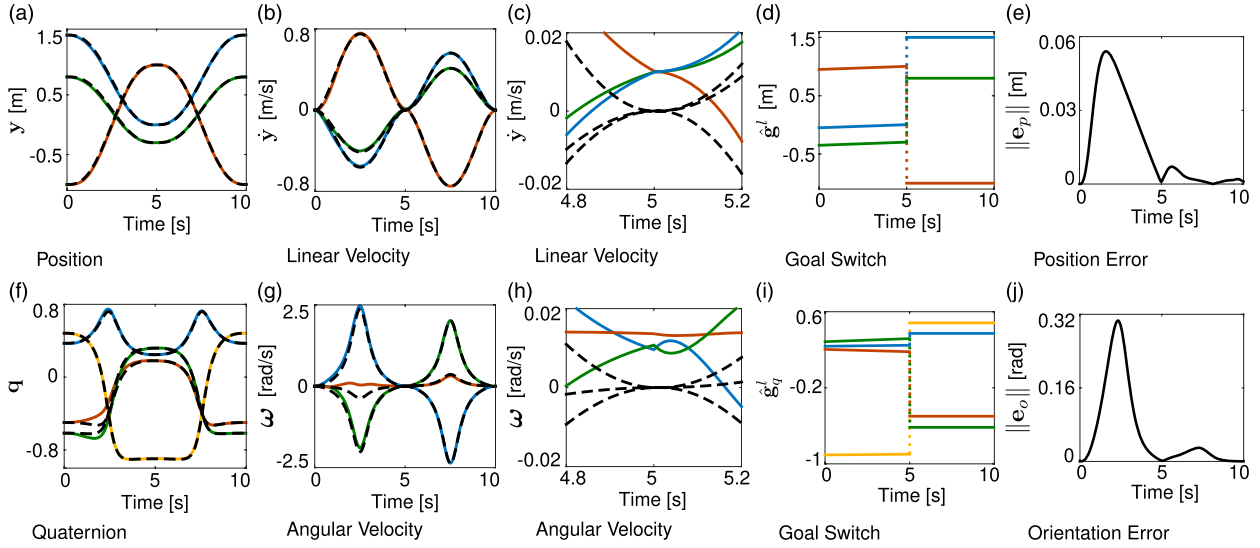 (a)
1.5
0.5
-0.5
y [m]
0
5
10
Time [s]
Position
(b)
0.8
0
-0.8
ẏ [m/s]
0
5
10
Time [s]
Linear Velocity
(c)
0.02
0
-0.02
ẏ [m/s]
4.8
5
5.2
Time [s]
Linear Velocity
(d)
1.5
0.5
-0.5
ĝˡ [m]
0
5
10
Time [s]
Goal Switch
(e)
0.06
0.03
0
||eₚ|| [m]
0
5
10
Time [s]
Position Error
(f)
0.8
0
-0.8
q
0
5
10
Time [s]
Quaternion
(g)
2.5
0
-2.5
ω [rad/s]
0
5
10
Time [s]
Angular Velocity
(h)
0.02
0
-0.02
ω [rad/s]
4.8
5
5.2
Time [s]
Angular Velocity
(i)
0.6
-0.2
-1
ĝ_q^l
0
5
10
Time [s]
Goal Switch
(j)
0.32
0.16
0
||eₒ|| [rad]
0
5
10
Time [s]
Orientation Error